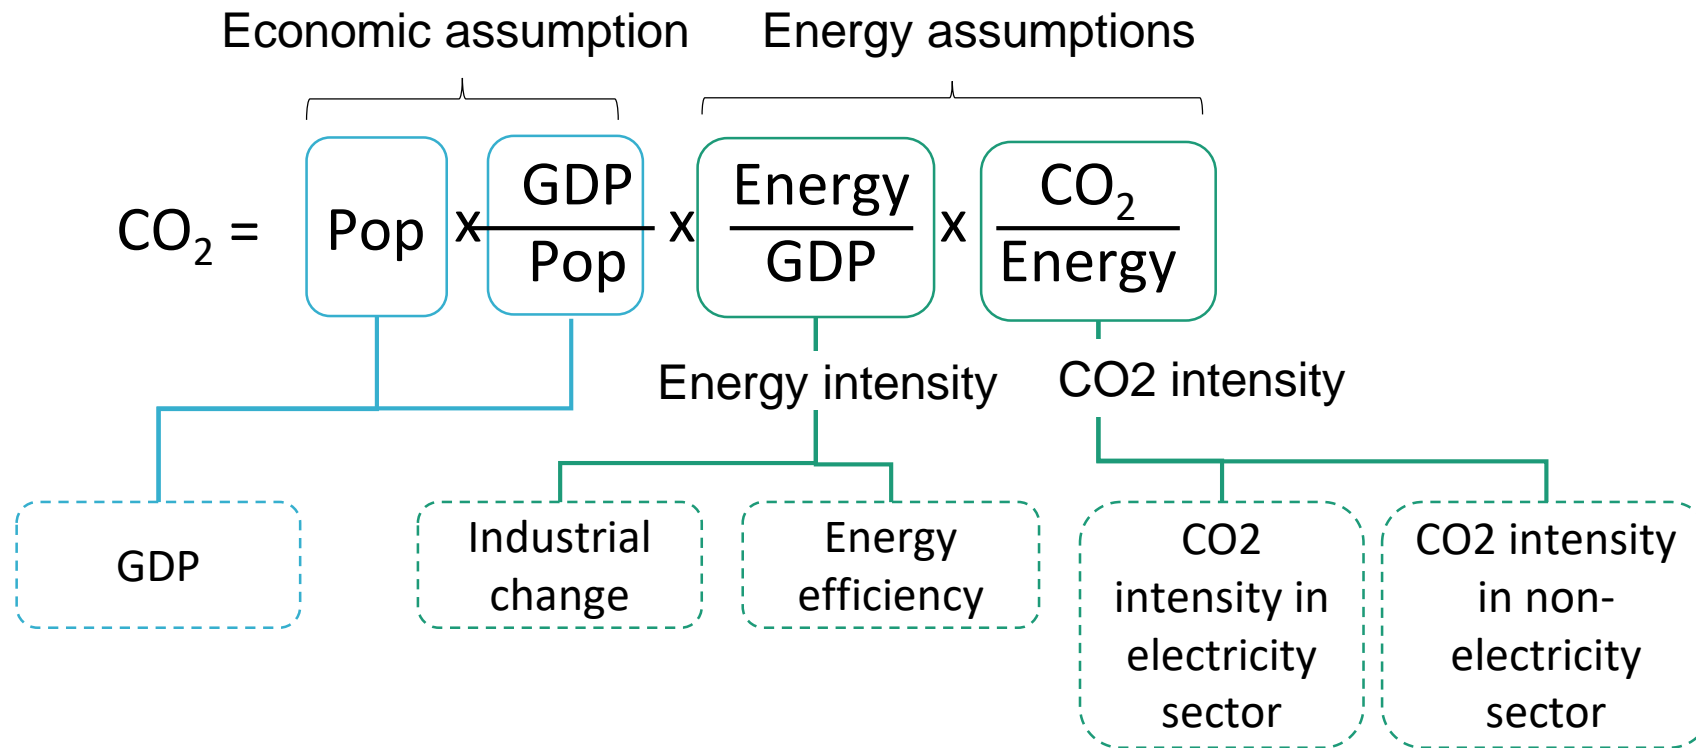 Economic assumption
Energy assumptions
CO₂ = Pop x GDP / Pop x Energy / GDP x CO₂ / Energy
Energy intensity
CO2 intensity
GDP
Industrial
change
Energy
efficiency
CO2
intensity in
electricity
sector
CO2 intensity
in non-
electricity
sector